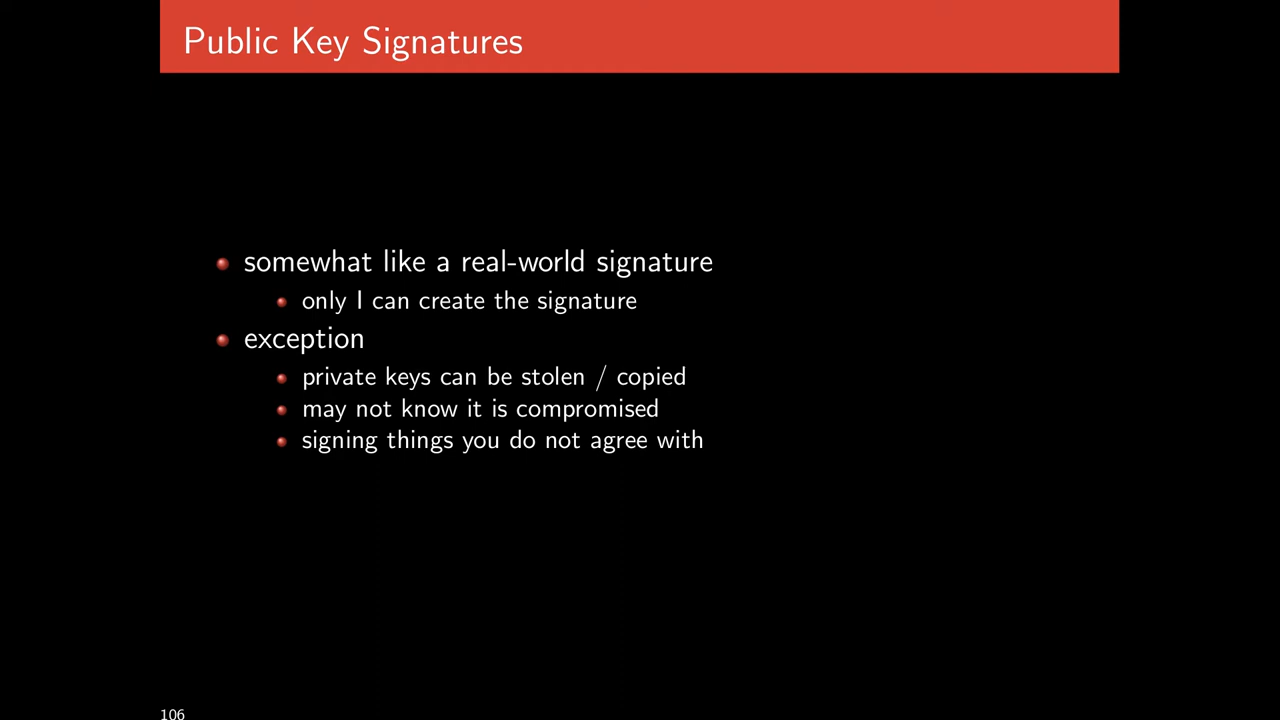 Public Key Signatures
somewhat like a real-world signature
only I can create the signature
exception
private keys can be stolen / copied
may not know it is compromised
signing things you do not agree with
106